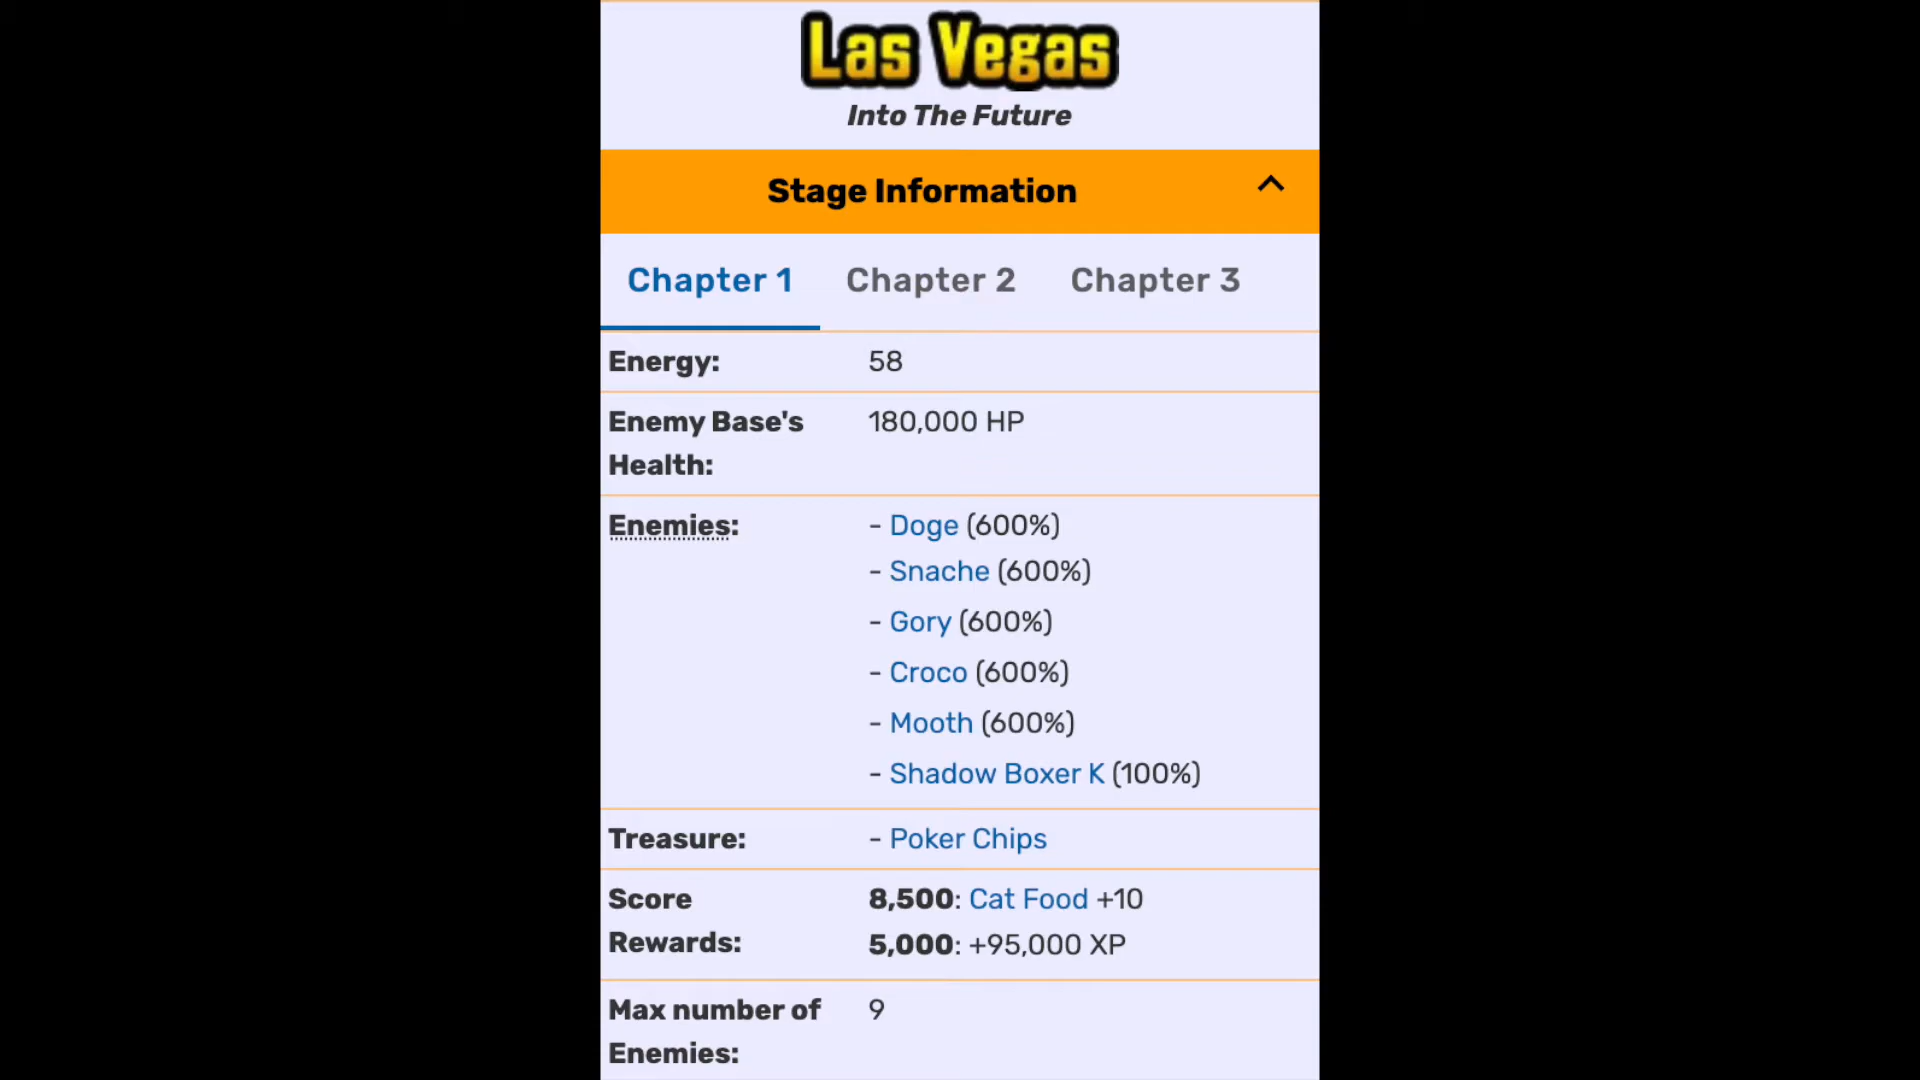 Las Vegas
Into The Future
Stage Information
Chapter 1 Chapter 2 Chapter 3
Energy: 58
Enemy Base's Health: 180,000 HP
Enemies: - Doge (600%)
- Snache (600%)
- Gory (600%)
- Croco (600%)
- Mooth (600%)
- Shadow Boxer K (100%)
Treasure: - Poker Chips
Score Rewards: 8,500: Cat Food +10
5,000: +95,000 XP
Max number of Enemies: 9